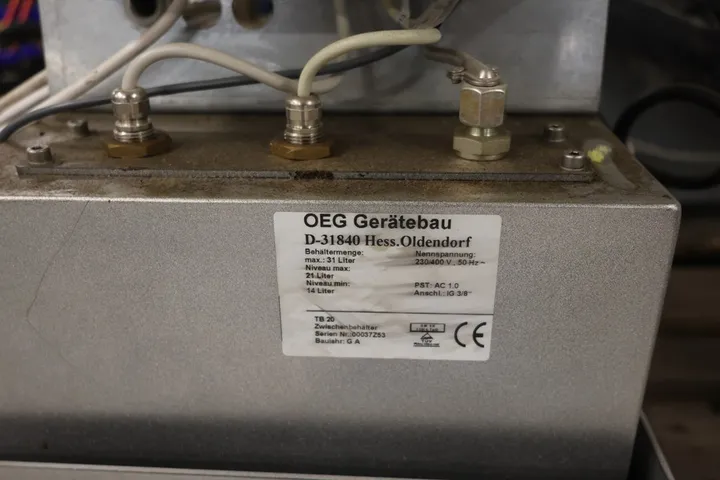 OEG Gerätebau
D-31840 Hess.Oldendorf
Behältermenge:
max.: 31 Liter
Niveau max:
21 Liter
Niveau.min:
14 Liter
Nennspannung:
230/400 V , 50 Hz ~
PST: AC 1,0
Anschl.: IG 3/8"
TB 20
Zwischenbehälter
Serien Nr.:00037Z53
Baujahr: G A
CE